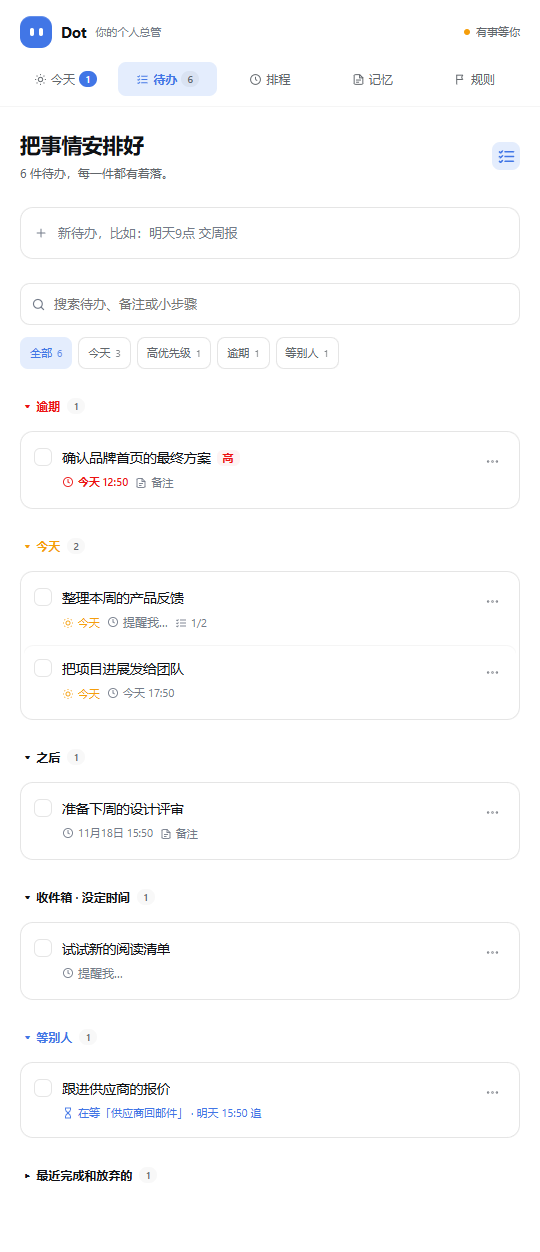 Dot 你的个人总管 有事等你
今天 1 待办 6 排程 记忆 规则
把事情安排好
6 件待办，每一件都有着落。
新待办，比如：明天9点 交周报
搜索待办、备注或小步骤
全部 6 今天 3 高优先级 1 逾期 1 等别人 1
逾期 1
确认品牌首页的最终方案 高
今天 12:50 备注
今天 2
整理本周的产品反馈
今天 提醒我... 1/2
把项目进展发给团队
今天 今天 17:50
之后 1
准备下周的设计评审
11月18日 15:50 备注
收件箱 · 没定时间 1
试试新的阅读清单
提醒我...
等别人 1
跟进供应商的报价
在等「供应商回邮件」 · 明天 15:50 追
最近完成和放弃的 1